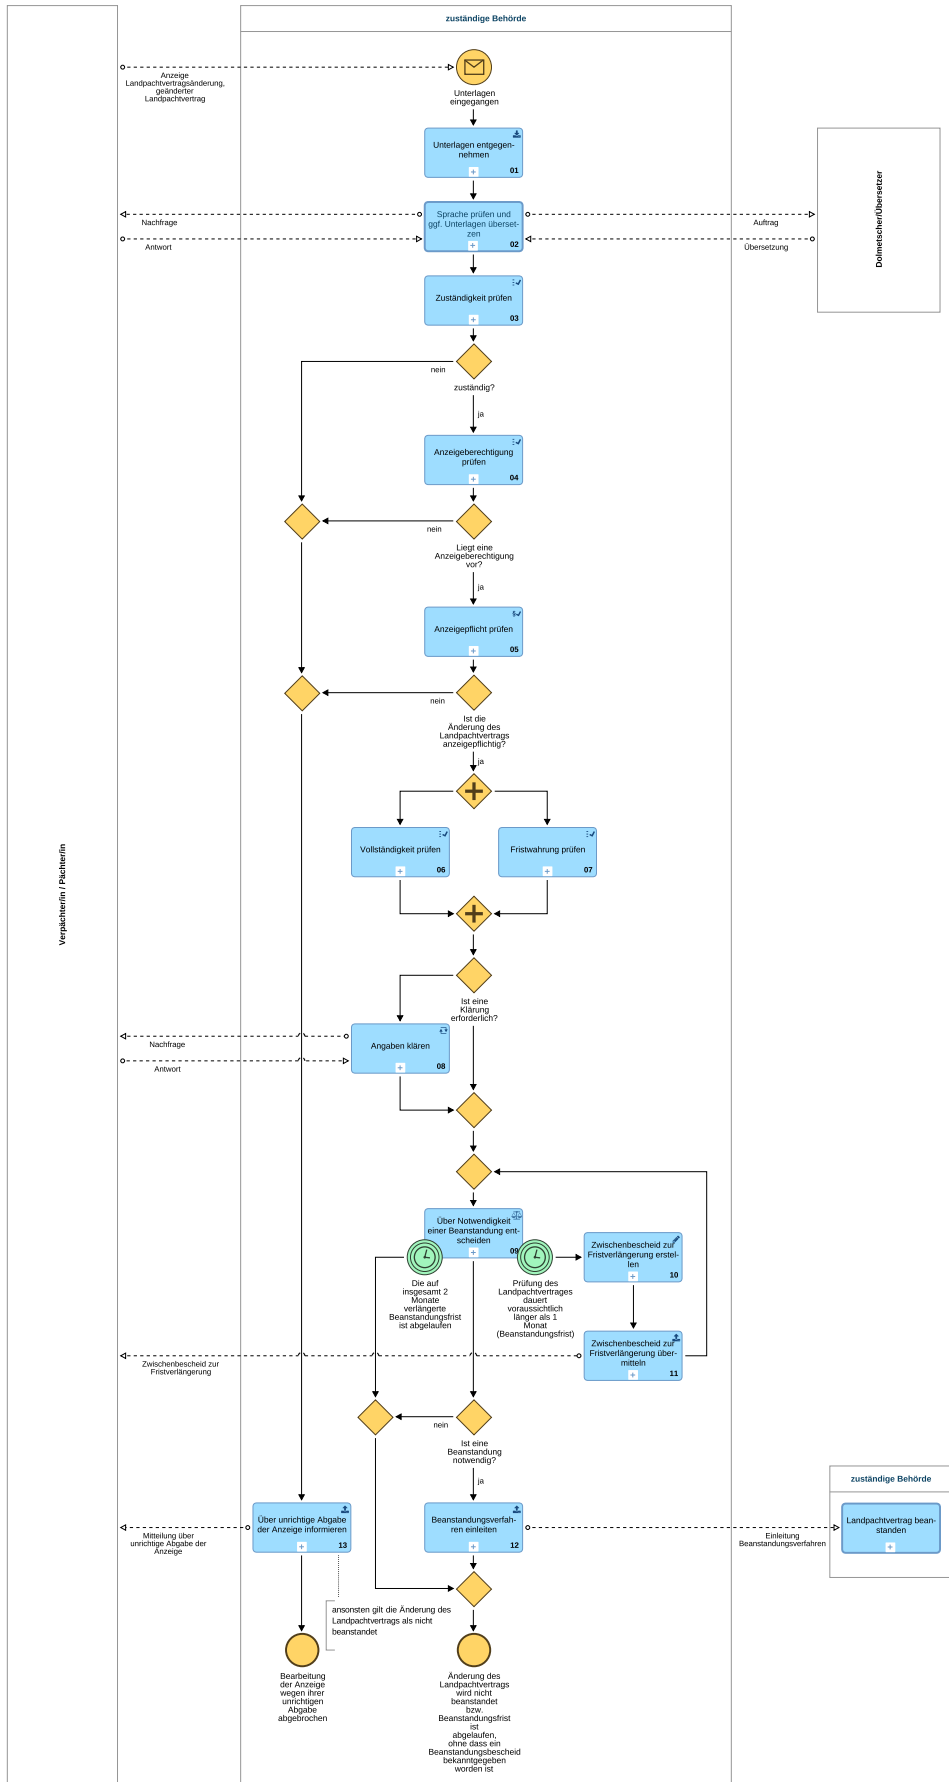 zuständige Behörde
Anzeige
Landpachtvertragsänderung,
geänderter
Landpachtvertrag
Unterlagen
eingegangen
Unterlagen entgegen-
nehmen
01
Sprache prüfen und
ggf. Unterlagen überset-
zen
02
Nachfrage
Antwort
Auftrag
Übersetzung
Dolmetscher/Übersetzer
Zuständigkeit prüfen
03
nein
zuständig?
ja
Anzeigeberechtigung
prüfen
04
nein
Liegt eine
Anzeigeberechtigung
vor?
ja
Anzeigepflicht prüfen
05
nein
Ist die
Änderung des
Landpachtvertrags
anzeigepflichtig?
ja
Vollständigkeit prüfen
06
Fristwahrung prüfen
07
Verpächter/in / Pächter/in
Ist eine
Klärung
erforderlich?
Angaben klären
08
Nachfrage
Antwort
Über Notwendigkeit
einer Beanstandung ent-
scheiden
09
Die auf
insgesamt 2
Monate
verlängerte
Beanstandungsfrist
ist abgelaufen
Prüfung des
Landpachtvertrages
dauert
voraussichtlich
länger als 1
Monat
(Beanstandungsfrist)
Zwischenbescheid zur
Fristverlängerung erstel-
len
10
Zwischenbescheid zur
Fristverlängerung über-
mitteln
11
Zwischenbescheid zur
Fristverlängerung
nein
Ist eine
Beanstandung
notwendig?
ja
zuständige Behörde
Über unrichtige Abgabe
der Anzeige informieren
13
Beanstandungsverfah-
ren einleiten
12
Landpachtvertrag bean-
standen
Mitteilung über
unrichtige Abgabe der
Anzeige
Einleitung
Beanstandungsverfahren
ansonsten gilt die Änderung des
Landpachtvertrags als nicht
beanstandet
Bearbeitung
der Anzeige
wegen ihrer
unrichtigen
Abgabe
abgebrochen
Änderung des
Landpachtvertrags
wird nicht
beanstandet
bzw.
Beanstandungsfrist
ist
abgelaufen,
ohne dass ein
Beanstandungsbescheid
bekanntgegeben
worden ist